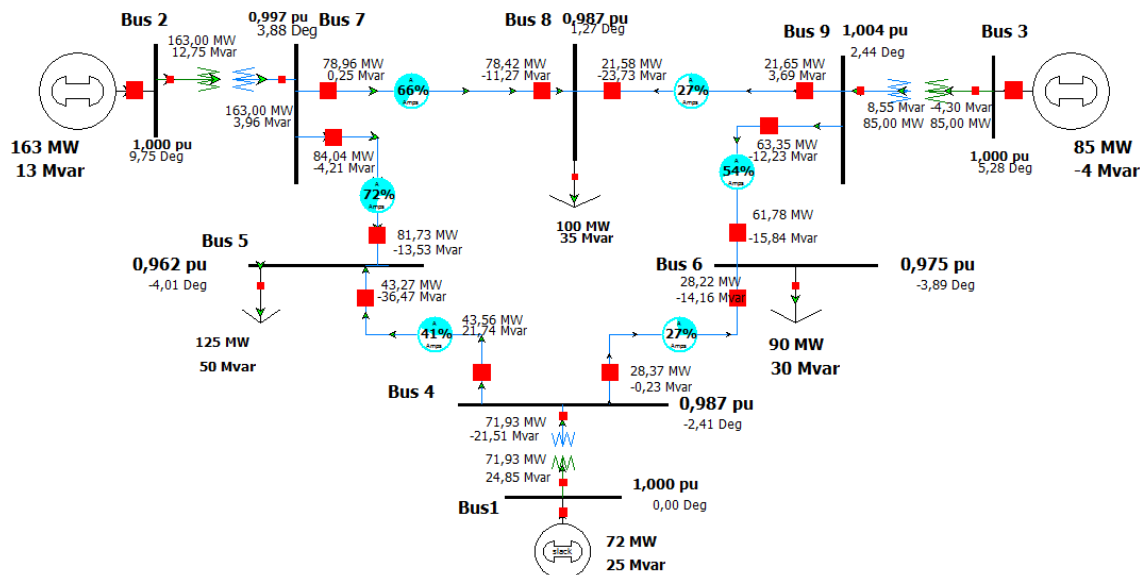 Bus 2
163,00 MW
12,75 Mvar
0,997 pu
3,88 Deg
Bus 7
Bus 8
0,987 pu
1,27 Deg
Bus 9
1,004 pu
2,44 Deg
Bus 3
78,96 MW
0,25 Mvar
A
66%
Amps
78,42 MW
-11,27 Mvar
21,58 MW
-23,73 Mvar
A
27%
Amps
21,65 MW
3,69 Mvar
8,55 Mvar
85,00 MW
-4,30 Mvar
85,00 MW
163,00 MW
3,96 Mvar
163 MW
13 Mvar
1,000 pu
9,75 Deg
84,04 MW
-4,21 Mvar
A
72%
Amps
63,35 MW
-12,23 Mvar
A
54%
Amps
1,000 pu
5,28 Deg
85 MW
-4 Mvar
100 MW
35 Mvar
81,73 MW
-13,53 Mvar
61,78 MW
-15,84 Mvar
Bus 5
0,962 pu
-4,01 Deg
Bus 6
0,975 pu
-3,89 Deg
43,27 MW
-36,47 Mvar
28,22 MW
-14,16 Mvar
125 MW
50 Mvar
A
41%
Amps
43,56 MW
21,74 Mvar
A
27%
Amps
90 MW
30 Mvar
28,37 MW
-0,23 Mvar
Bus 4
0,987 pu
-2,41 Deg
71,93 MW
-21,51 Mvar
71,93 MW
24,85 Mvar
Bus1
1,000 pu
0,00 Deg
slack
72 MW
25 Mvar